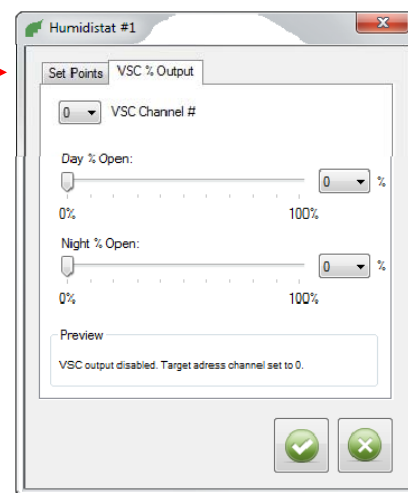 Humidistat #1
Set Points VSC % Output
0 VSC Channel #
Day % Open:
0 %
0% 100%
Night % Open:
0 %
0% 100%
Preview
VSC output disabled. Target adress channel set to 0.